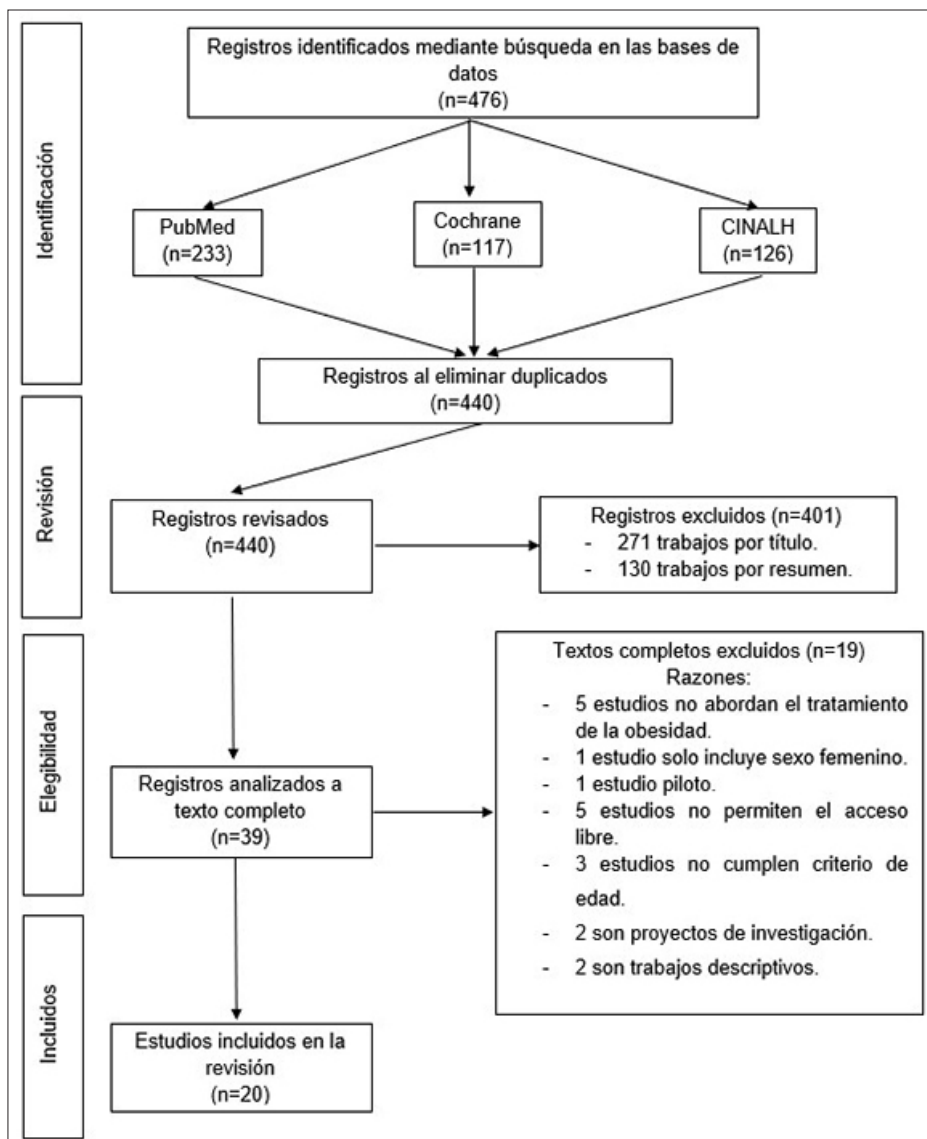 Identificación
Registros identificados mediante búsqueda en las bases de
datos
(n=476)
PubMed
(n=233)
Cochrane
(n=117)
CINALH
(n=126)
Registros al eliminar duplicados
(n=440)
Revisión
Registros revisados
(n=440)
Registros excluidos (n=401)
- 271 trabajos por título.
- 130 trabajos por resumen.
Elegibilidad
Registros analizados a
texto completo
(n=39)
Textos completos excluidos (n=19)
Razones:
- 5 estudios no abordan el tratamiento
de la obesidad.
- 1 estudio solo incluye sexo femenino.
- 1 estudio piloto.
- 5 estudios no permiten el acceso
libre.
- 3 estudios no cumplen criterio de
edad.
- 2 son proyectos de investigación.
- 2 son trabajos descriptivos.
Incluidos
Estudios incluidos en la
revisión
(n=20)